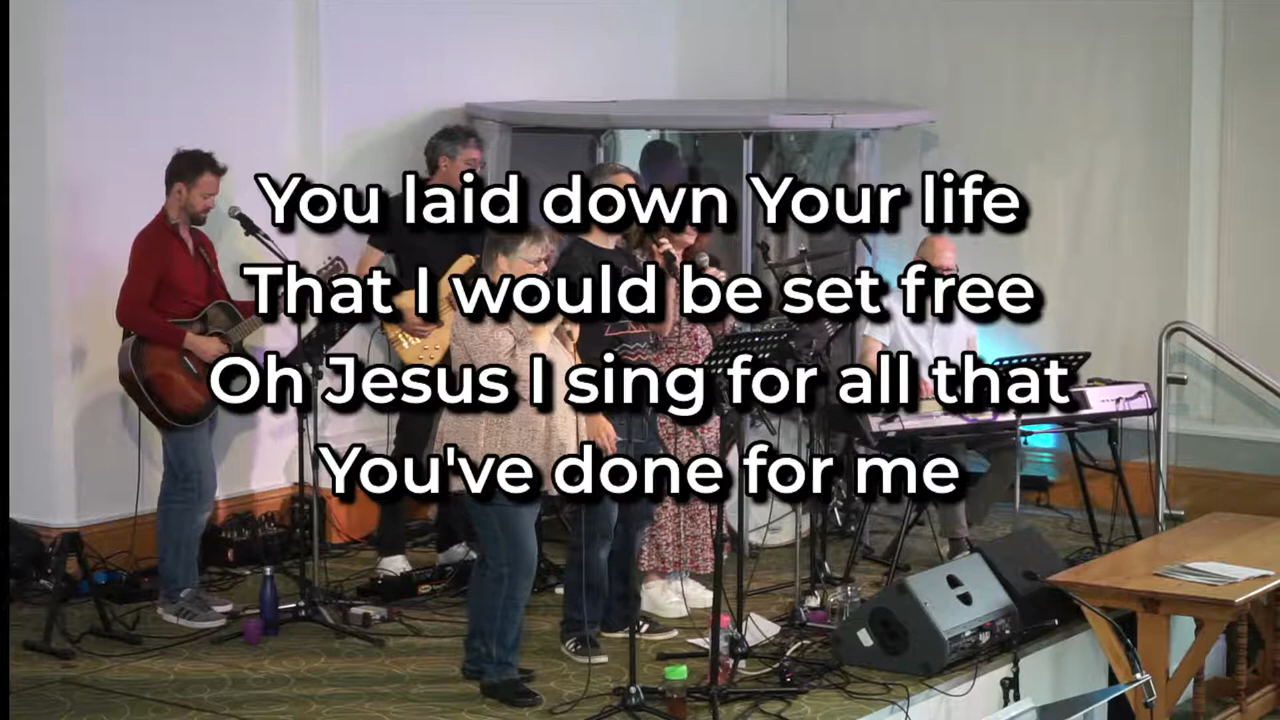 You laid down Your life
That I would be set free
Oh Jesus I sing for all that
You've done for me